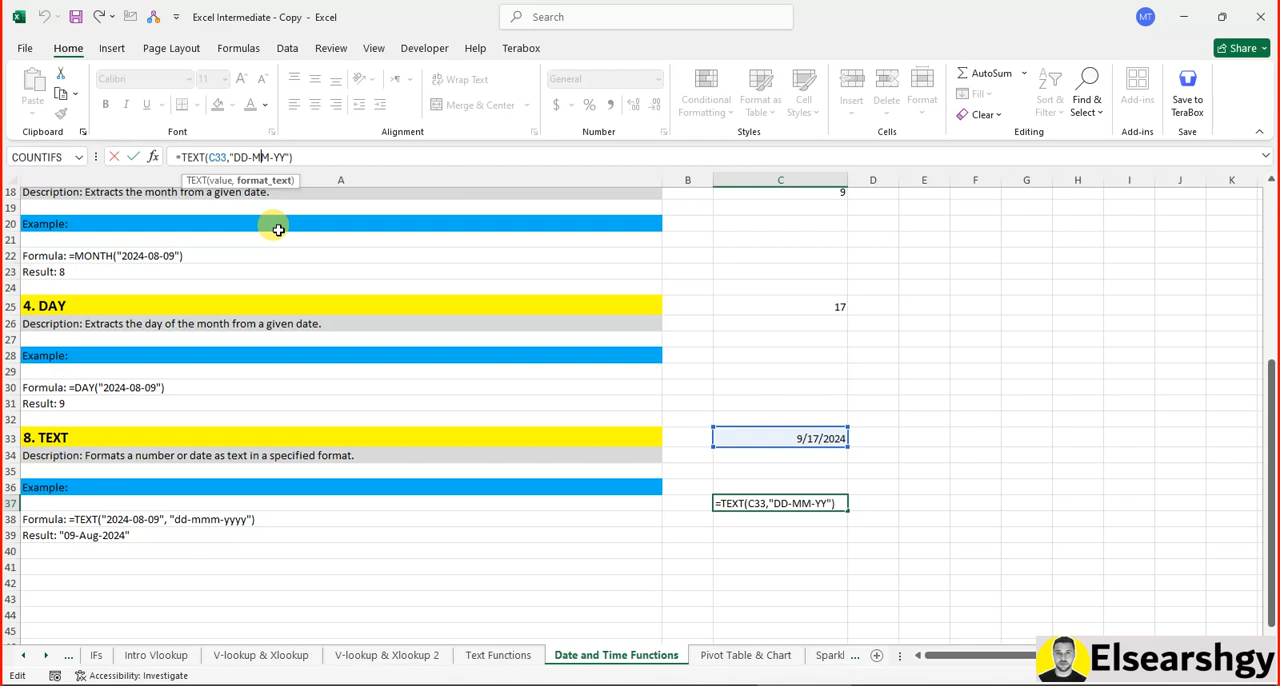 Excel Intermediate - Copy - Excel
Search
MT
File Home Insert Page Layout Formulas Data Review View Developer Help Terabox
Share
Paste
Clipboard
Calibri 11
B I U
Font
Wrap Text
Merge & Center
Alignment
General
$ % ,
Number
Conditional Formatting
Format as Table
Cell Styles
Styles
Insert Delete Format
Cells
AutoSum
Fill
Clear
Sort & Filter
Find & Select
Editing
Add-ins
Add-ins
Save to TeraBox
Save
COUNTIFS fx =TEXT(C33,"DD-MM-YY")
TEXT(value, format_text)
A B C D E F G H I J K
18 Description: Extracts the month from a given date. 9
19
20 Example:
21
22 Formula: =MONTH("2024-08-09")
23 Result: 8
24
25 4. DAY 17
26 Description: Extracts the day of the month from a given date.
27
28 Example:
29
30 Formula: =DAY("2024-08-09")
31 Result: 9
32
33 8. TEXT 9/17/2024
34 Description: Formats a number or date as text in a specified format.
35
36 Example:
37 =TEXT(C33,"DD-MM-YY")
38 Formula: =TEXT("2024-08-09", "dd-mmm-yyyy")
39 Result: "09-Aug-2024"
40
41
42
43
44
45
... IFs Intro Vlookup V-lookup & Xlookup V-lookup & Xlookup 2 Text Functions Date and Time Functions Pivot Table & Chart Sparkl ...
Edit Accessibility: Investigate
Elsearshgy